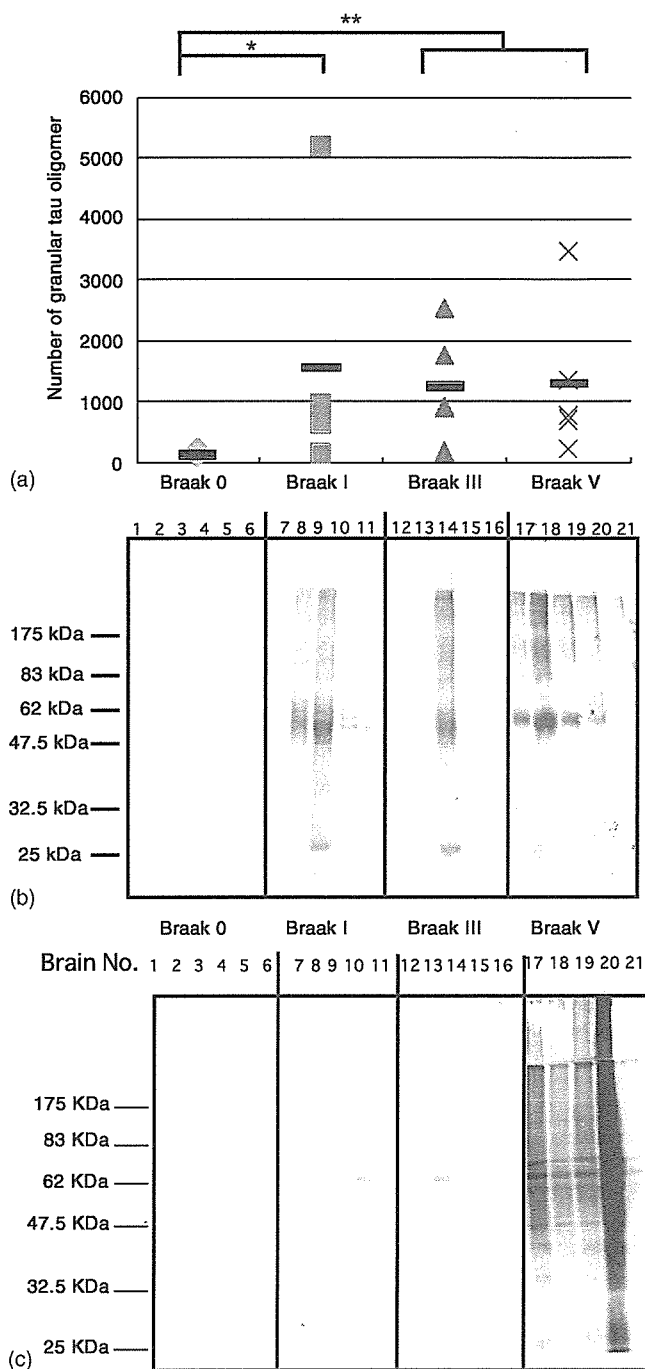 **
*
6000
5000
4000
3000
2000
1000
0
Number of granular tau oligomer
(a)
Braak 0 Braak I Braak III Braak V
1 2 3 4 5 6 7 8 9 10 11 12 13 14 15 16 17 18 19 20 21
175 kDa
83 kDa
62 kDa
47.5 kDa
32.5 kDa
25 kDa
(b)
Braak 0 Braak I Braak III Braak V
Brain No. 1 2 3 4 5 6 7 8 9 10 11 12 13 14 15 16 17 18 19 20 21
175 KDa
83 KDa
62 KDa
47.5 KDa
32.5 KDa
25 KDa
(c)